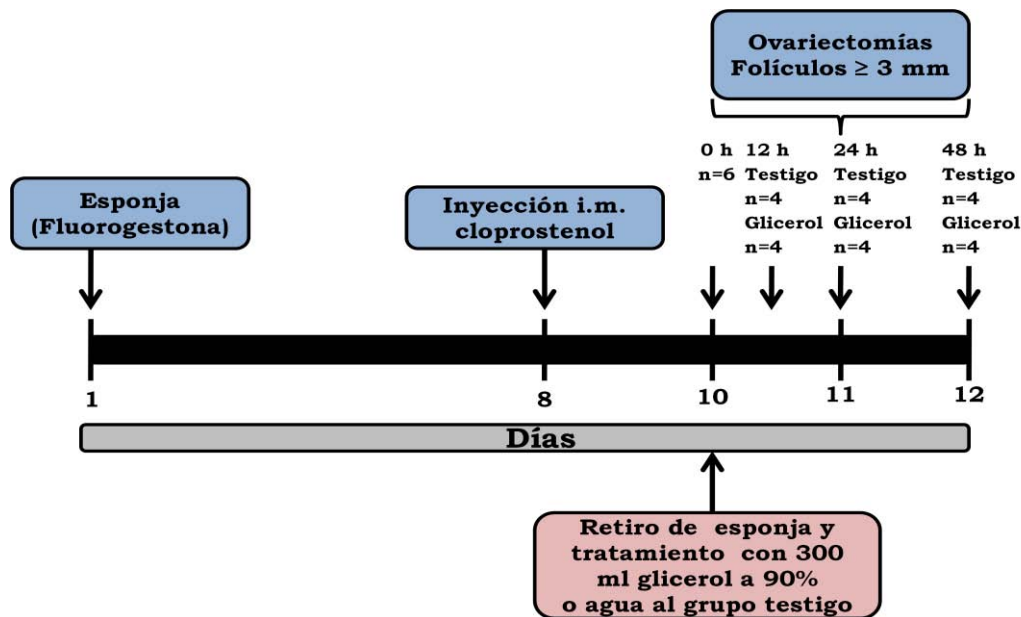 Ovariectomías
Folículos ≥ 3 mm
0 h
n=6
12 h
Testigo
n=4
Glicerol
n=4
24 h
Testigo
n=4
Glicerol
n=4
48 h
Testigo
n=4
Glicerol
n=4
Esponja
(Fluorogestona)
Inyección i.m.
cloprostenol
1
8
10
11
12
Días
Retiro de esponja y
tratamiento con 300
ml glicerol a 90%
o agua al grupo testigo